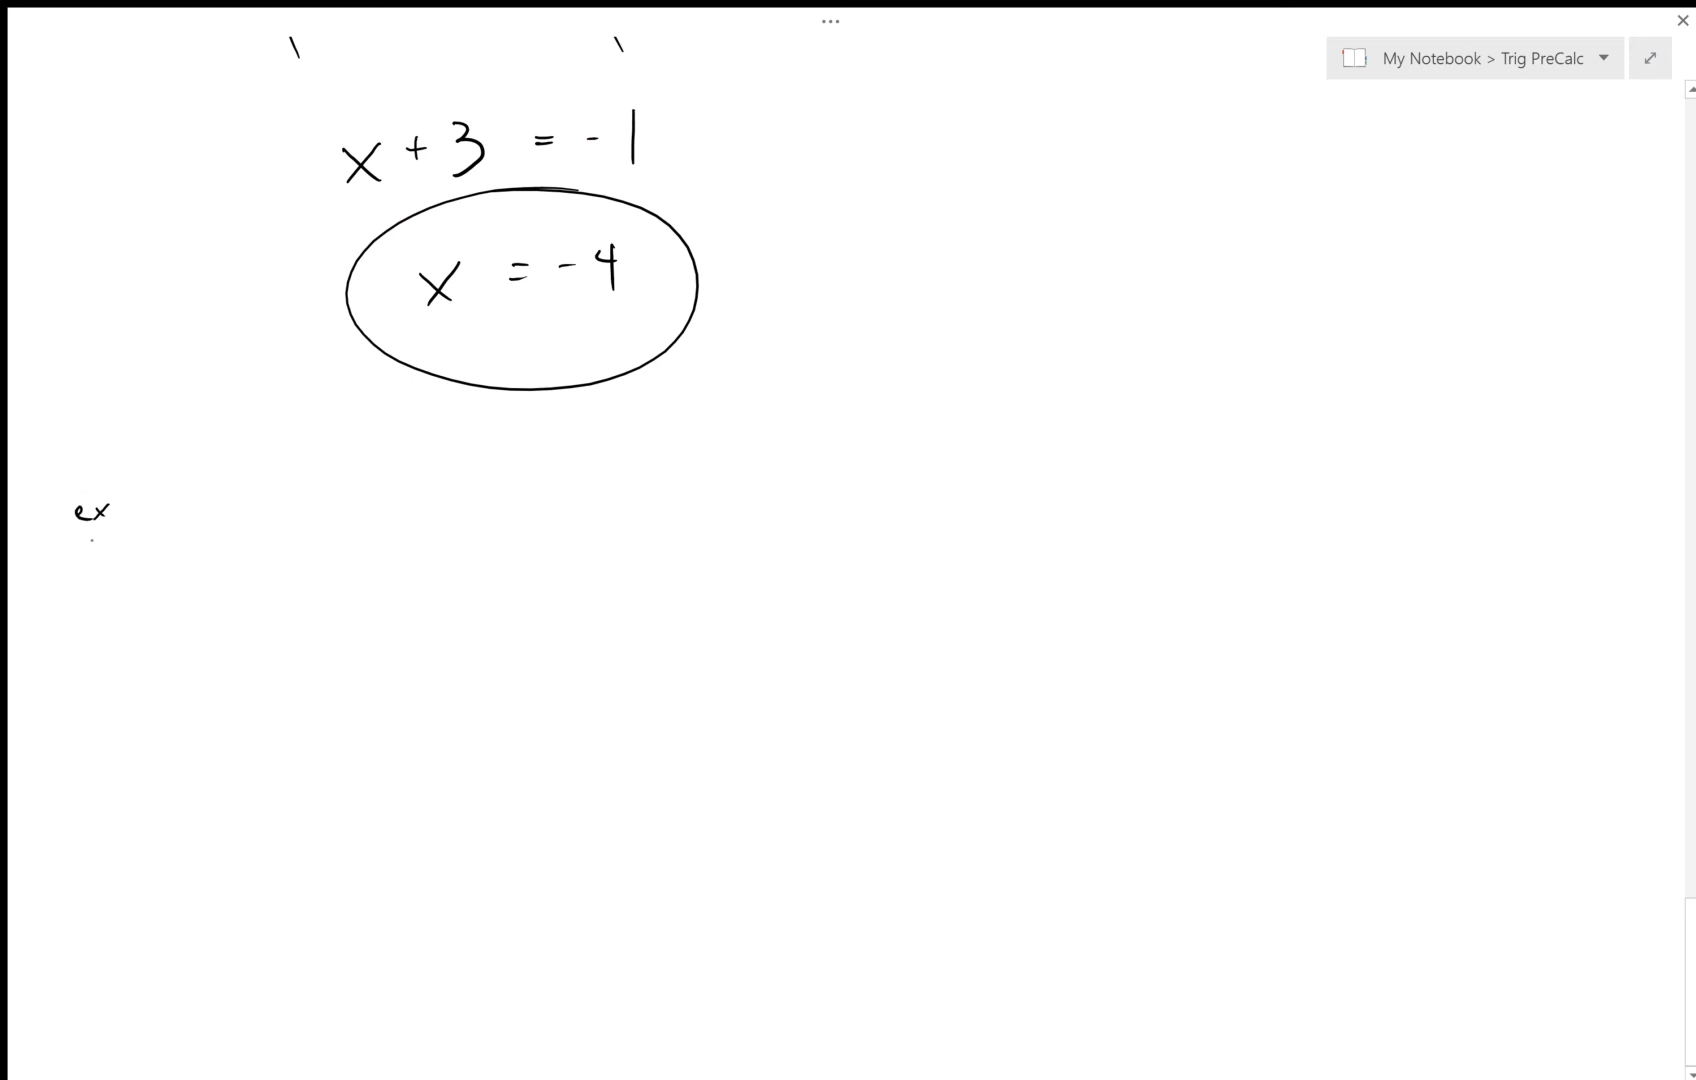 My Notebook > Trig PreCalc
x + 3 = - 1
x = - 4
ex